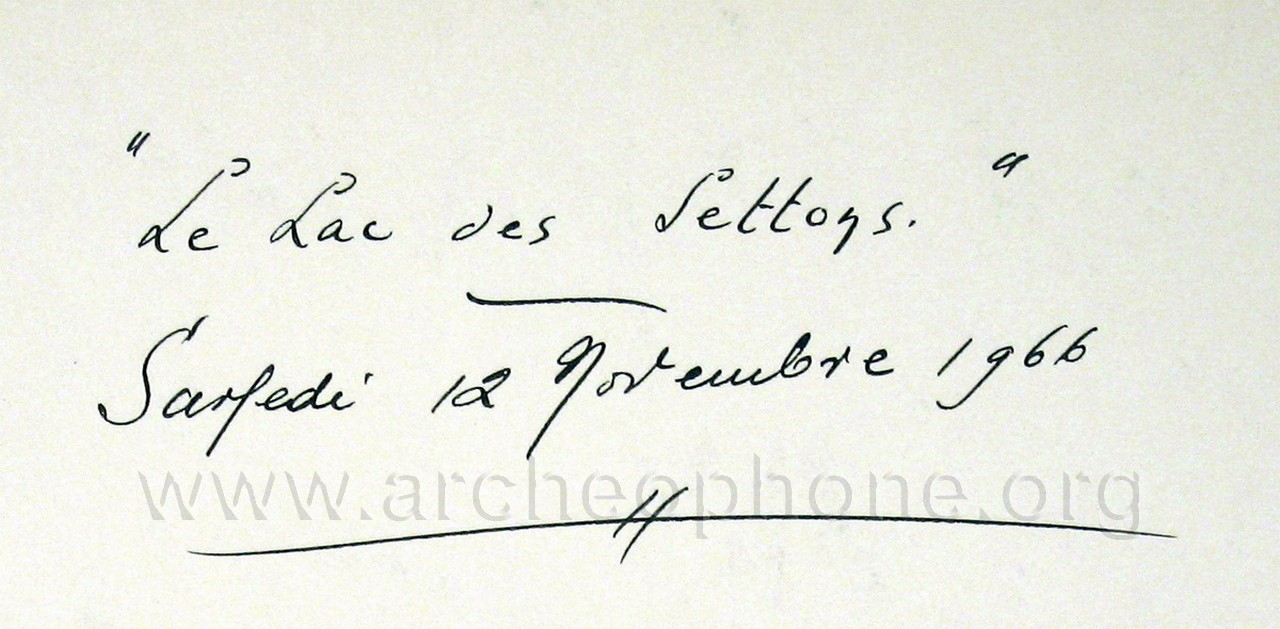 "Le Lac des Settons."
Samedi 12 Novembre 1966
www.archeophone.org